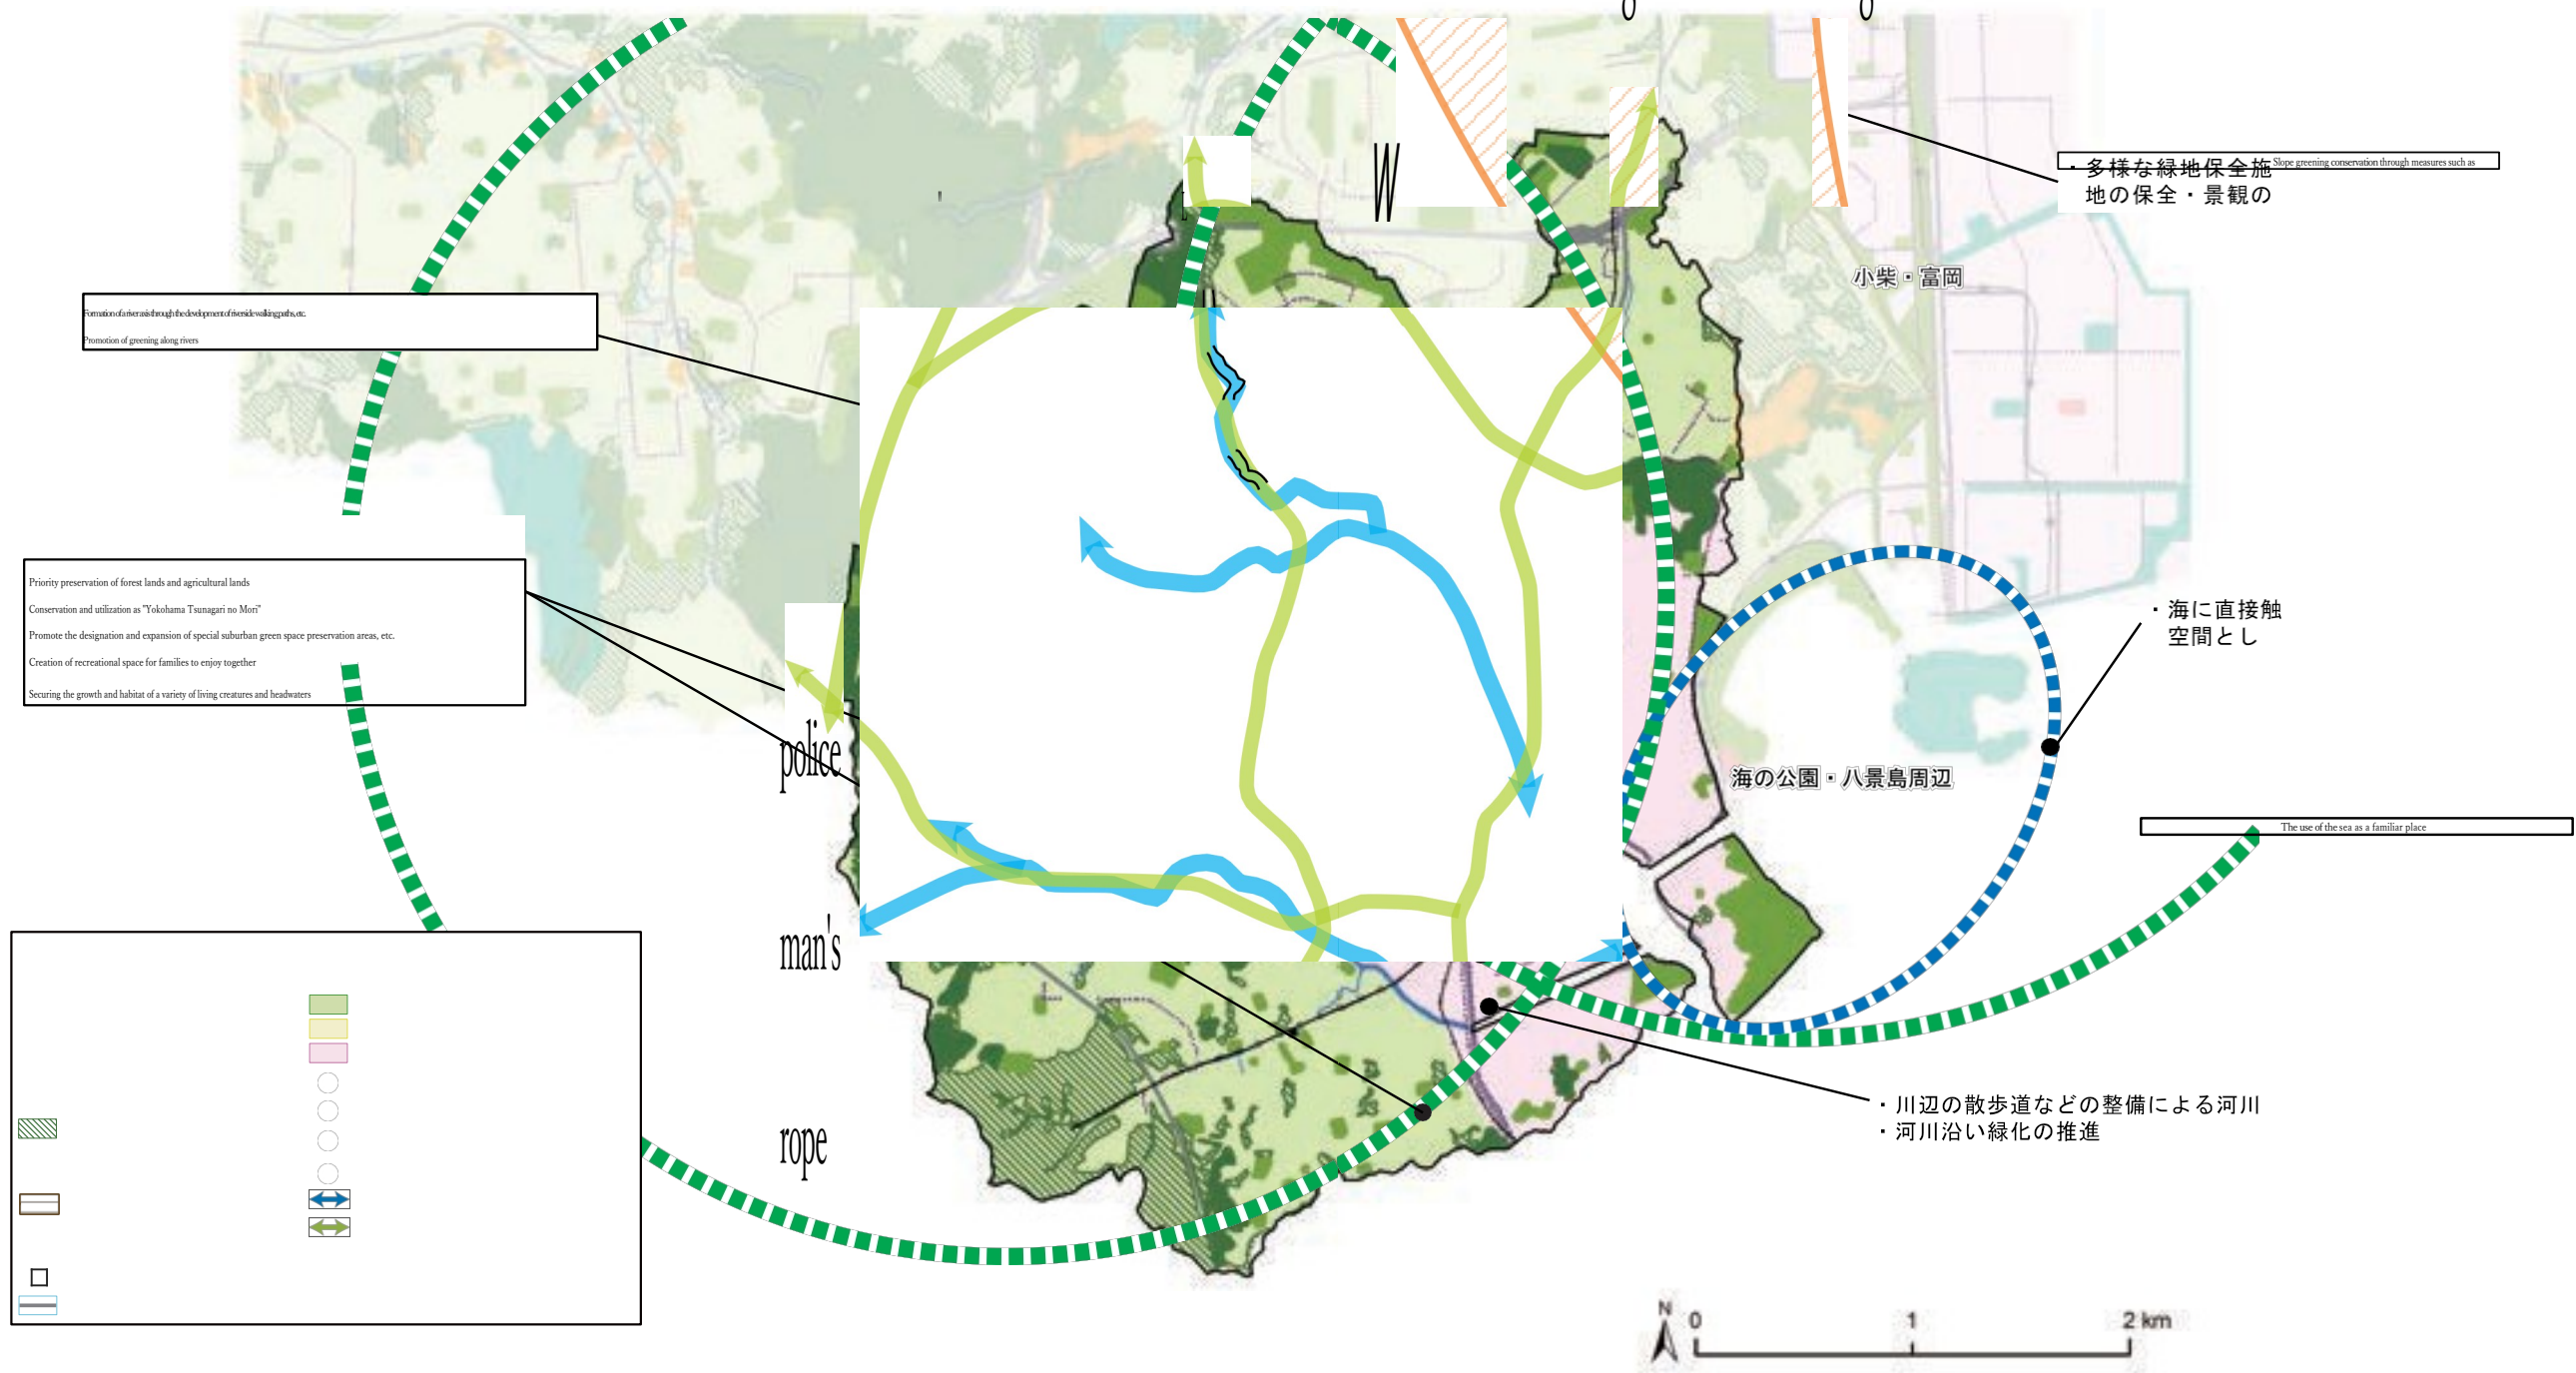 0
0
W
・多様な緑地保全施
Slope greening conservation through measures such as
地の保全・景観の
小柴・富岡
Formation of a river axis through the development of riverside walking paths, etc.
Promotion of greening along rivers
Priority preservation of forest lands and agricultural lands
Conservation and utilization as "Yokohama Tsunagari no Mori"
Promote the designation and expansion of special suburban green space preservation areas, etc.
Creation of recreational space for families to enjoy together
Securing the growth and habitat of a variety of living creatures and headwaters
・海に直接触
空間とし
police
海の公園・八景島周辺
The use of the sea as a familiar place
man's
・川辺の散歩道などの整備による河川
・河川沿い緑化の推進
rope
N
0 1 2 km